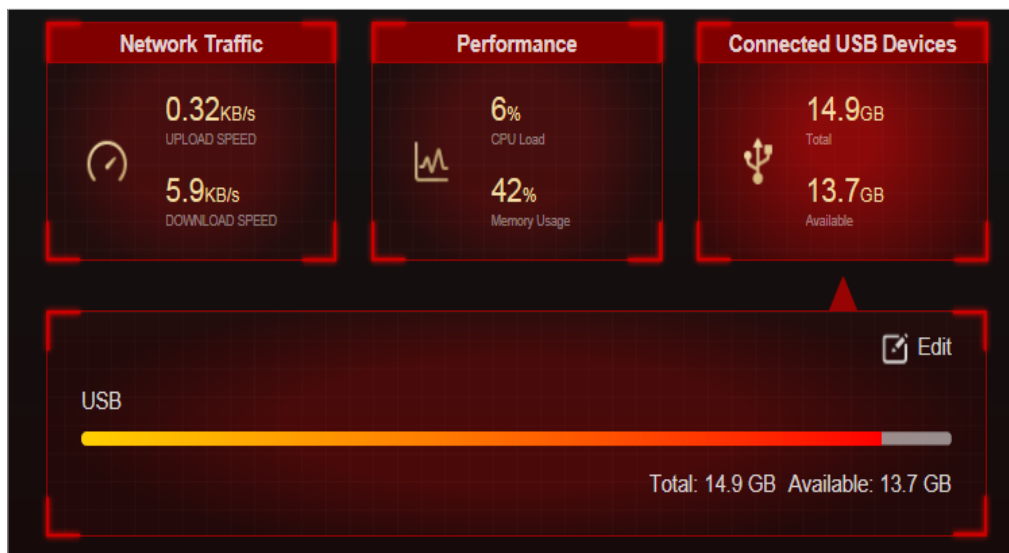 Network Traffic
0.32KB/s
UPLOAD SPEED
5.9KB/s
DOWNLOAD SPEED
Performance
6%
CPU Load
42%
Memory Usage
Connected USB Devices
14.9GB
Total
13.7GB
Available
Edit
USB
Total: 14.9 GB Available: 13.7 GB